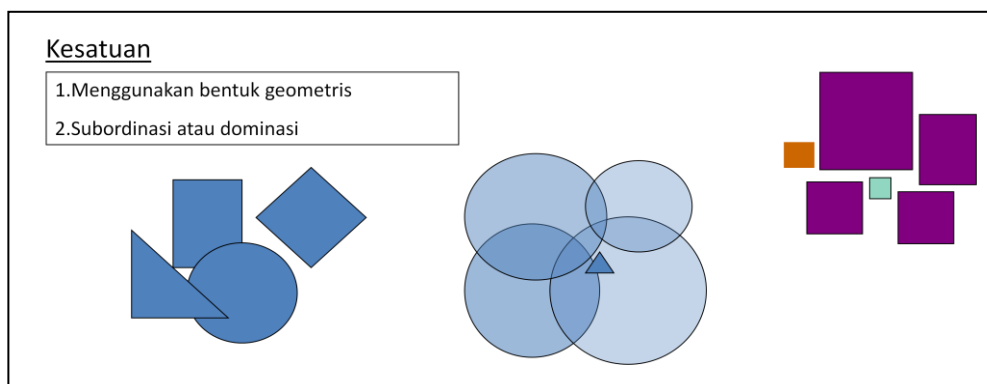 Kesatuan
1.Menggunakan bentuk geometris
2.Subordinasi atau dominasi